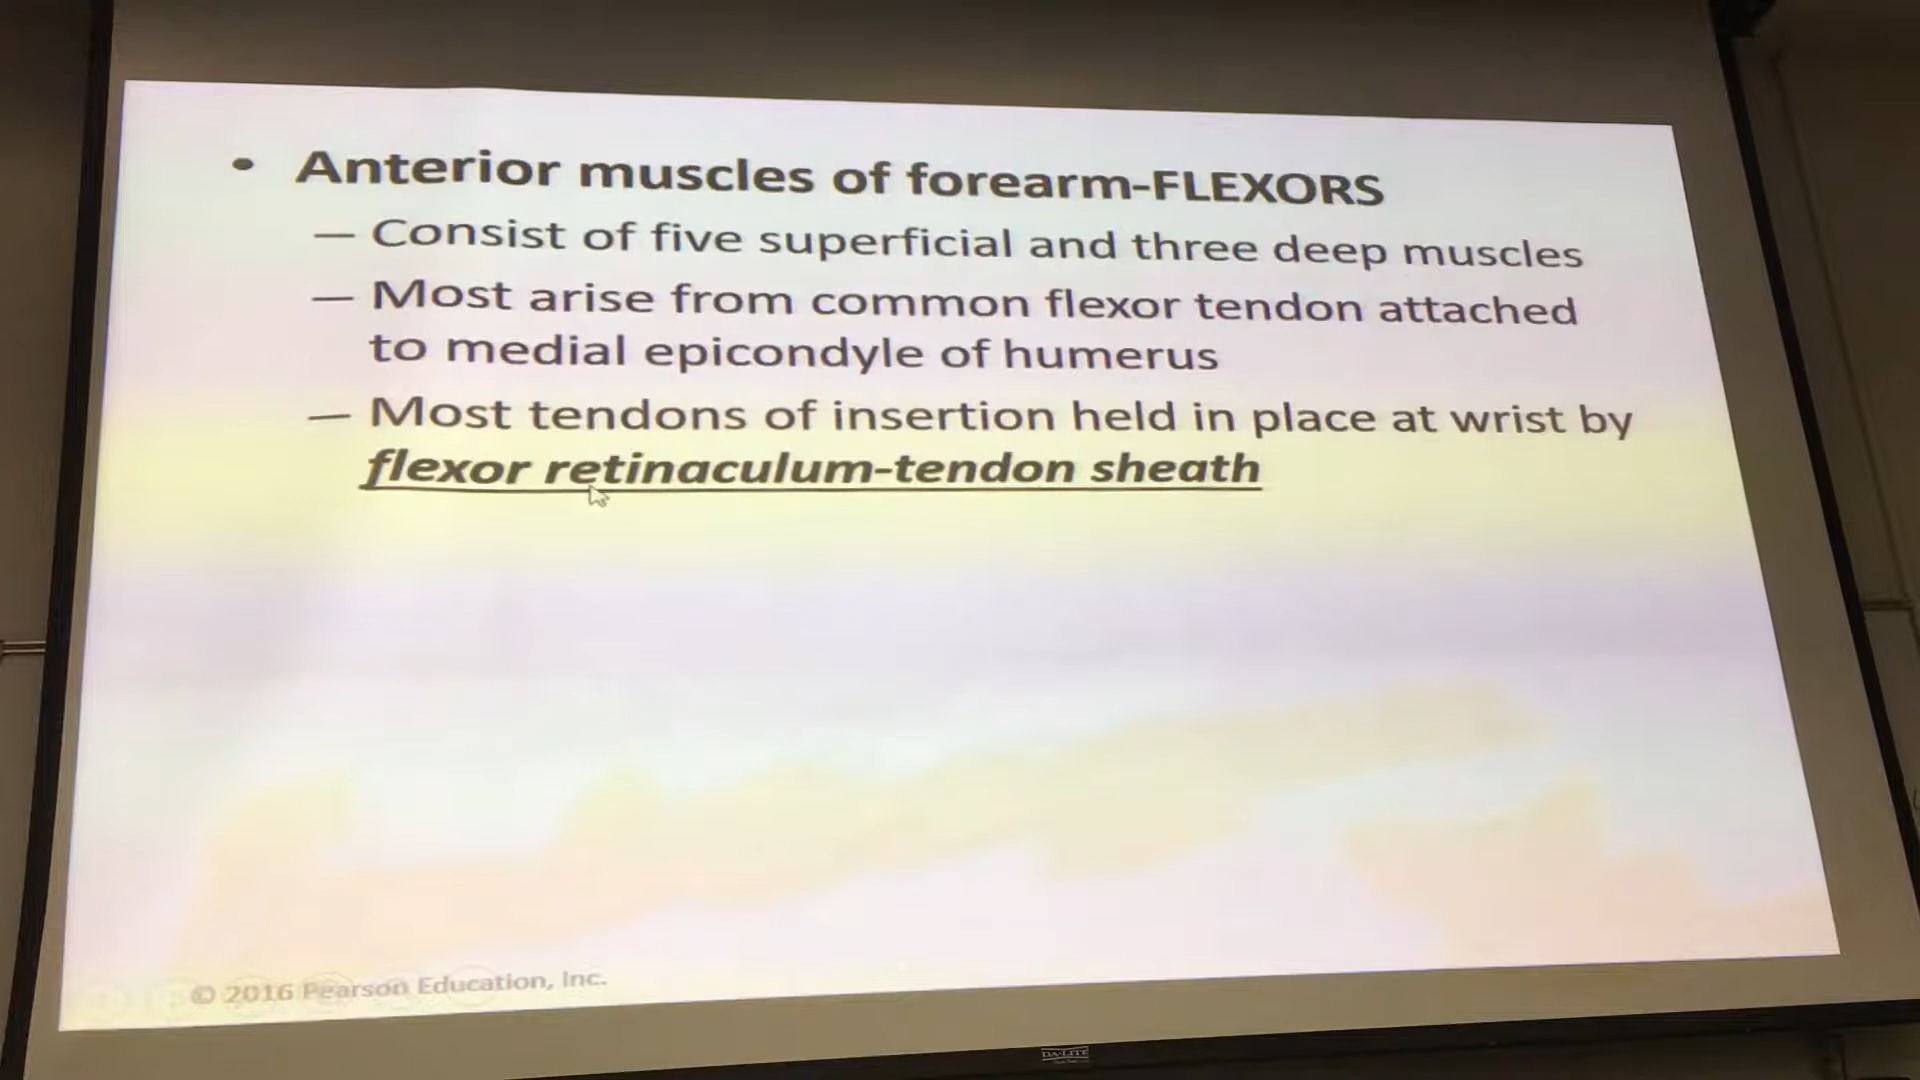 • Anterior muscles of forearm-FLEXORS
— Consist of five superficial and three deep muscles
— Most arise from common flexor tendon attached
to medial epicondyle of humerus
— Most tendons of insertion held in place at wrist by
flexor retinaculum-tendon sheath
© 2016 Pearson Education, Inc.
DA-LITE